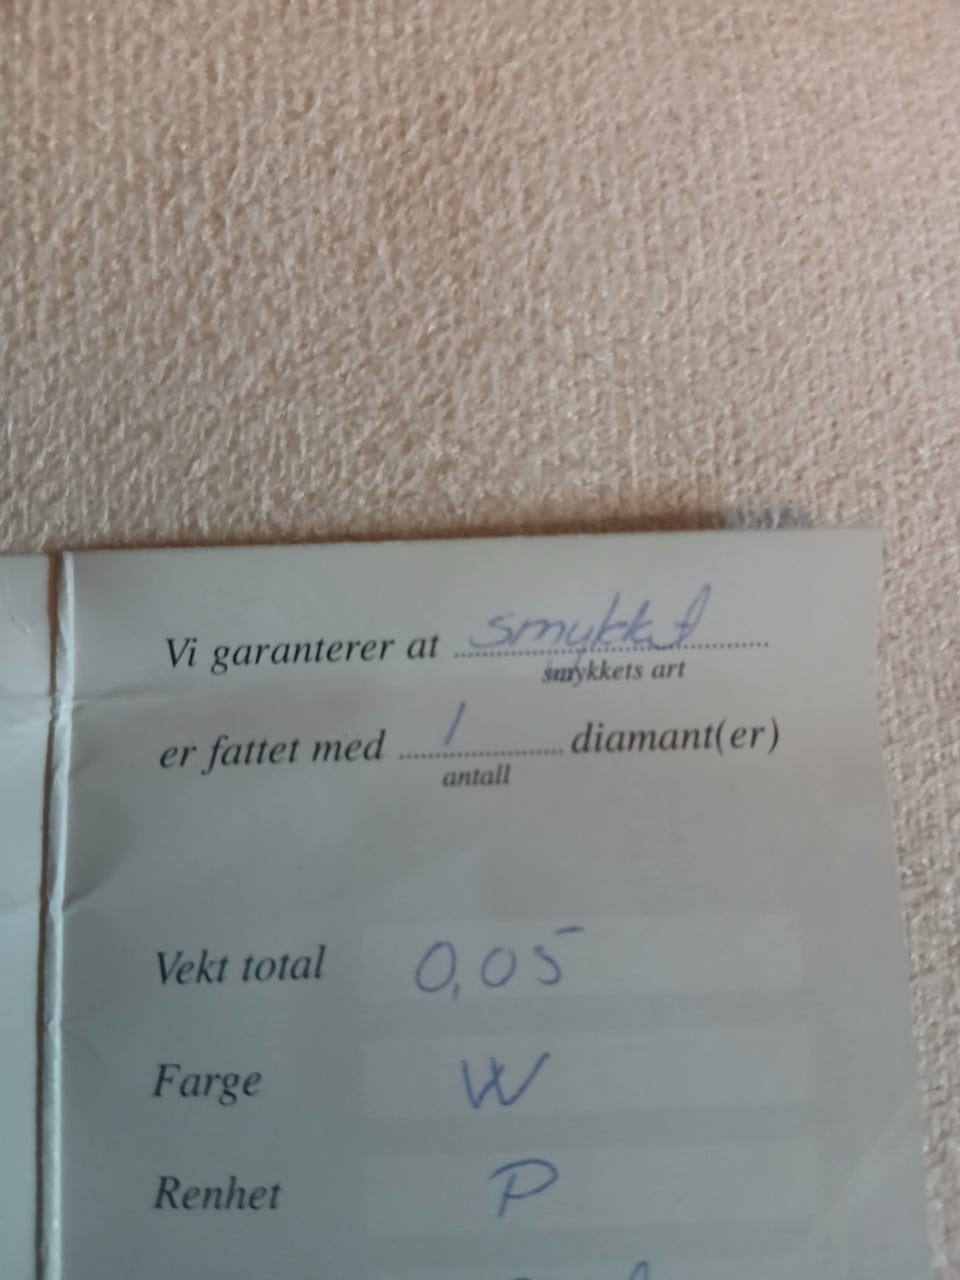 Vi garanterer at smykket
smykkets art
er fattet med 1 diamant(er)
antall
Vekt total 0,05
Farge W
Renhet P